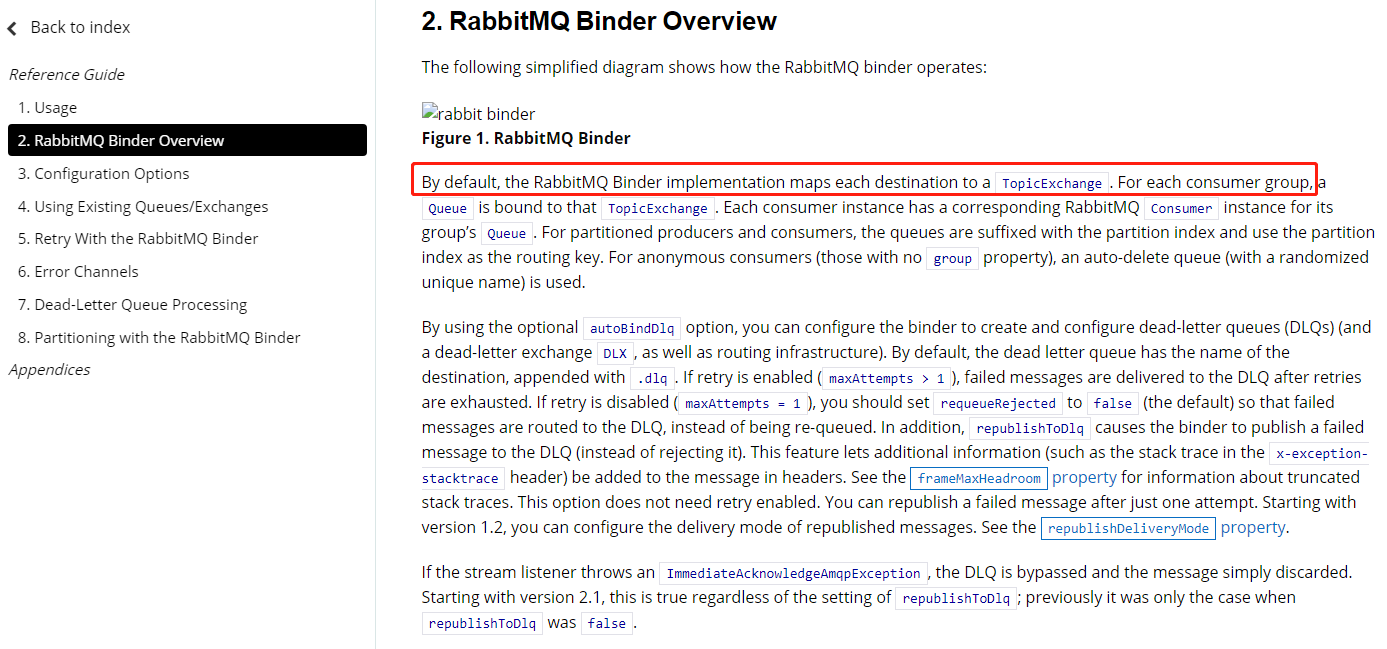 Back to index
Reference Guide
1. Usage
2. RabbitMQ Binder Overview
3. Configuration Options
4. Using Existing Queues/Exchanges
5. Retry With the RabbitMQ Binder
6. Error Channels
7. Dead-Letter Queue Processing
8. Partitioning with the RabbitMQ Binder
Appendices
2. RabbitMQ Binder Overview
The following simplified diagram shows how the RabbitMQ binder operates:
rabbit binder
Figure 1. RabbitMQ Binder
By default, the RabbitMQ Binder implementation maps each destination to a TopicExchange. For each consumer group, a
Queue is bound to that TopicExchange. Each consumer instance has a corresponding RabbitMQ Consumer instance for its
group’s Queue. For partitioned producers and consumers, the queues are suffixed with the partition index and use the partition
index as the routing key. For anonymous consumers (those with no group property), an auto-delete queue (with a randomized
unique name) is used.
By using the optional autoBindDlq option, you can configure the binder to create and configure dead-letter queues (DLQs) (and
a dead-letter exchange DLX, as well as routing infrastructure). By default, the dead letter queue has the name of the
destination, appended with .dlq. If retry is enabled (maxAttempts > 1), failed messages are delivered to the DLQ after retries
are exhausted. If retry is disabled (maxAttempts = 1), you should set requeueRejected to false (the default) so that failed
messages are routed to the DLQ, instead of being re-queued. In addition, republishToDlq causes the binder to publish a failed
message to the DLQ (instead of rejecting it). This feature lets additional information (such as the stack trace in the x-exception-
stacktrace header) be added to the message in headers. See the frameMaxHeadroom property for information about truncated
stack traces. This option does not need retry enabled. You can republish a failed message after just one attempt. Starting with
version 1.2, you can configure the delivery mode of republished messages. See the republishDeliveryMode property.
If the stream listener throws an ImmediateAcknowledgeAmqpException, the DLQ is bypassed and the message simply discarded.
Starting with version 2.1, this is true regardless of the setting of republishToDlq; previously it was only the case when
republishToDlq was false.